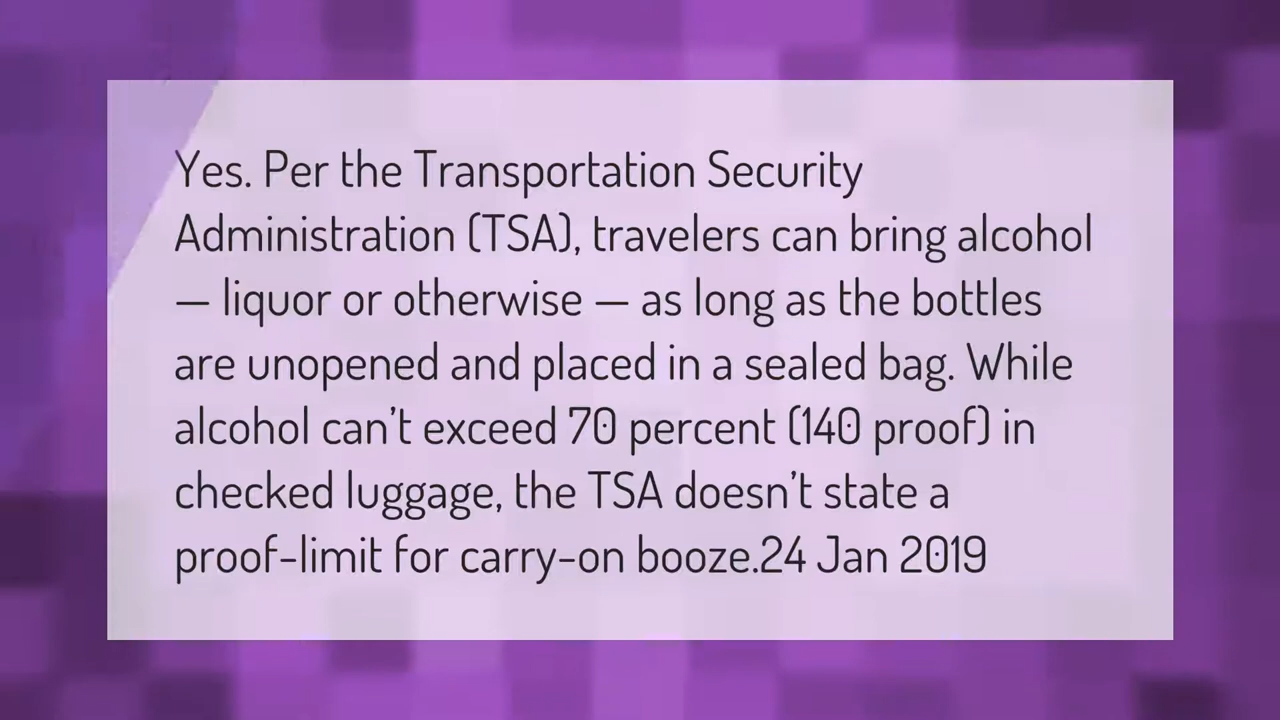 Yes. Per the Transportation Security
Administration (TSA), travelers can bring alcohol
— liquor or otherwise — as long as the bottles
are unopened and placed in a sealed bag. While
alcohol can't exceed 70 percent (140 proof) in
checked luggage, the TSA doesn't state a
proof-limit for carry-on booze.24 Jan 2019